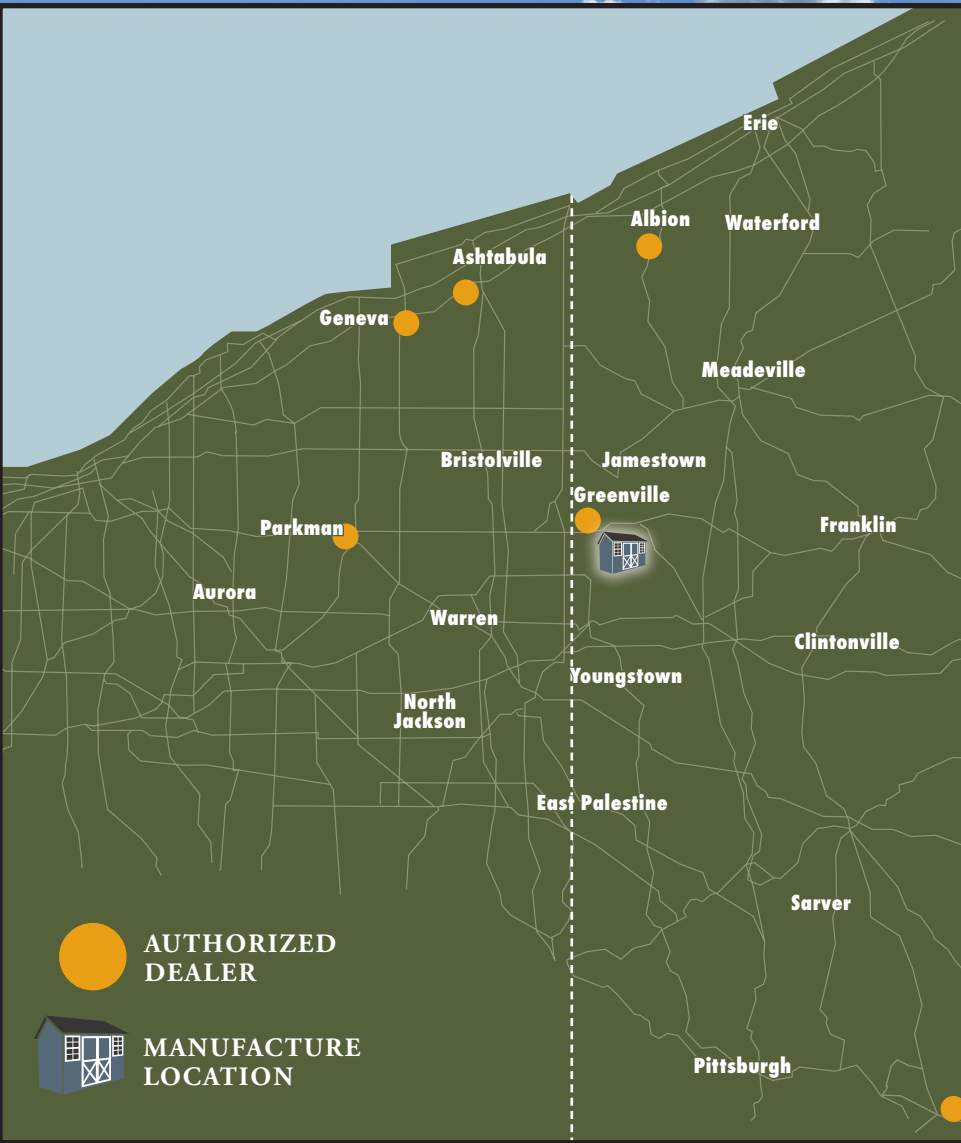 Erie
Albion
Waterford
Ashtabula
Geneva
Meadeville
Bristolville
Jamestown
Greenville
Parkman
Franklin
Aurora
Warren
Clintonville
Youngstown
North
Jackson
East Palestine
Sarver
AUTHORIZED
DEALER
MANUFACTURE
LOCATION
Pittsburgh